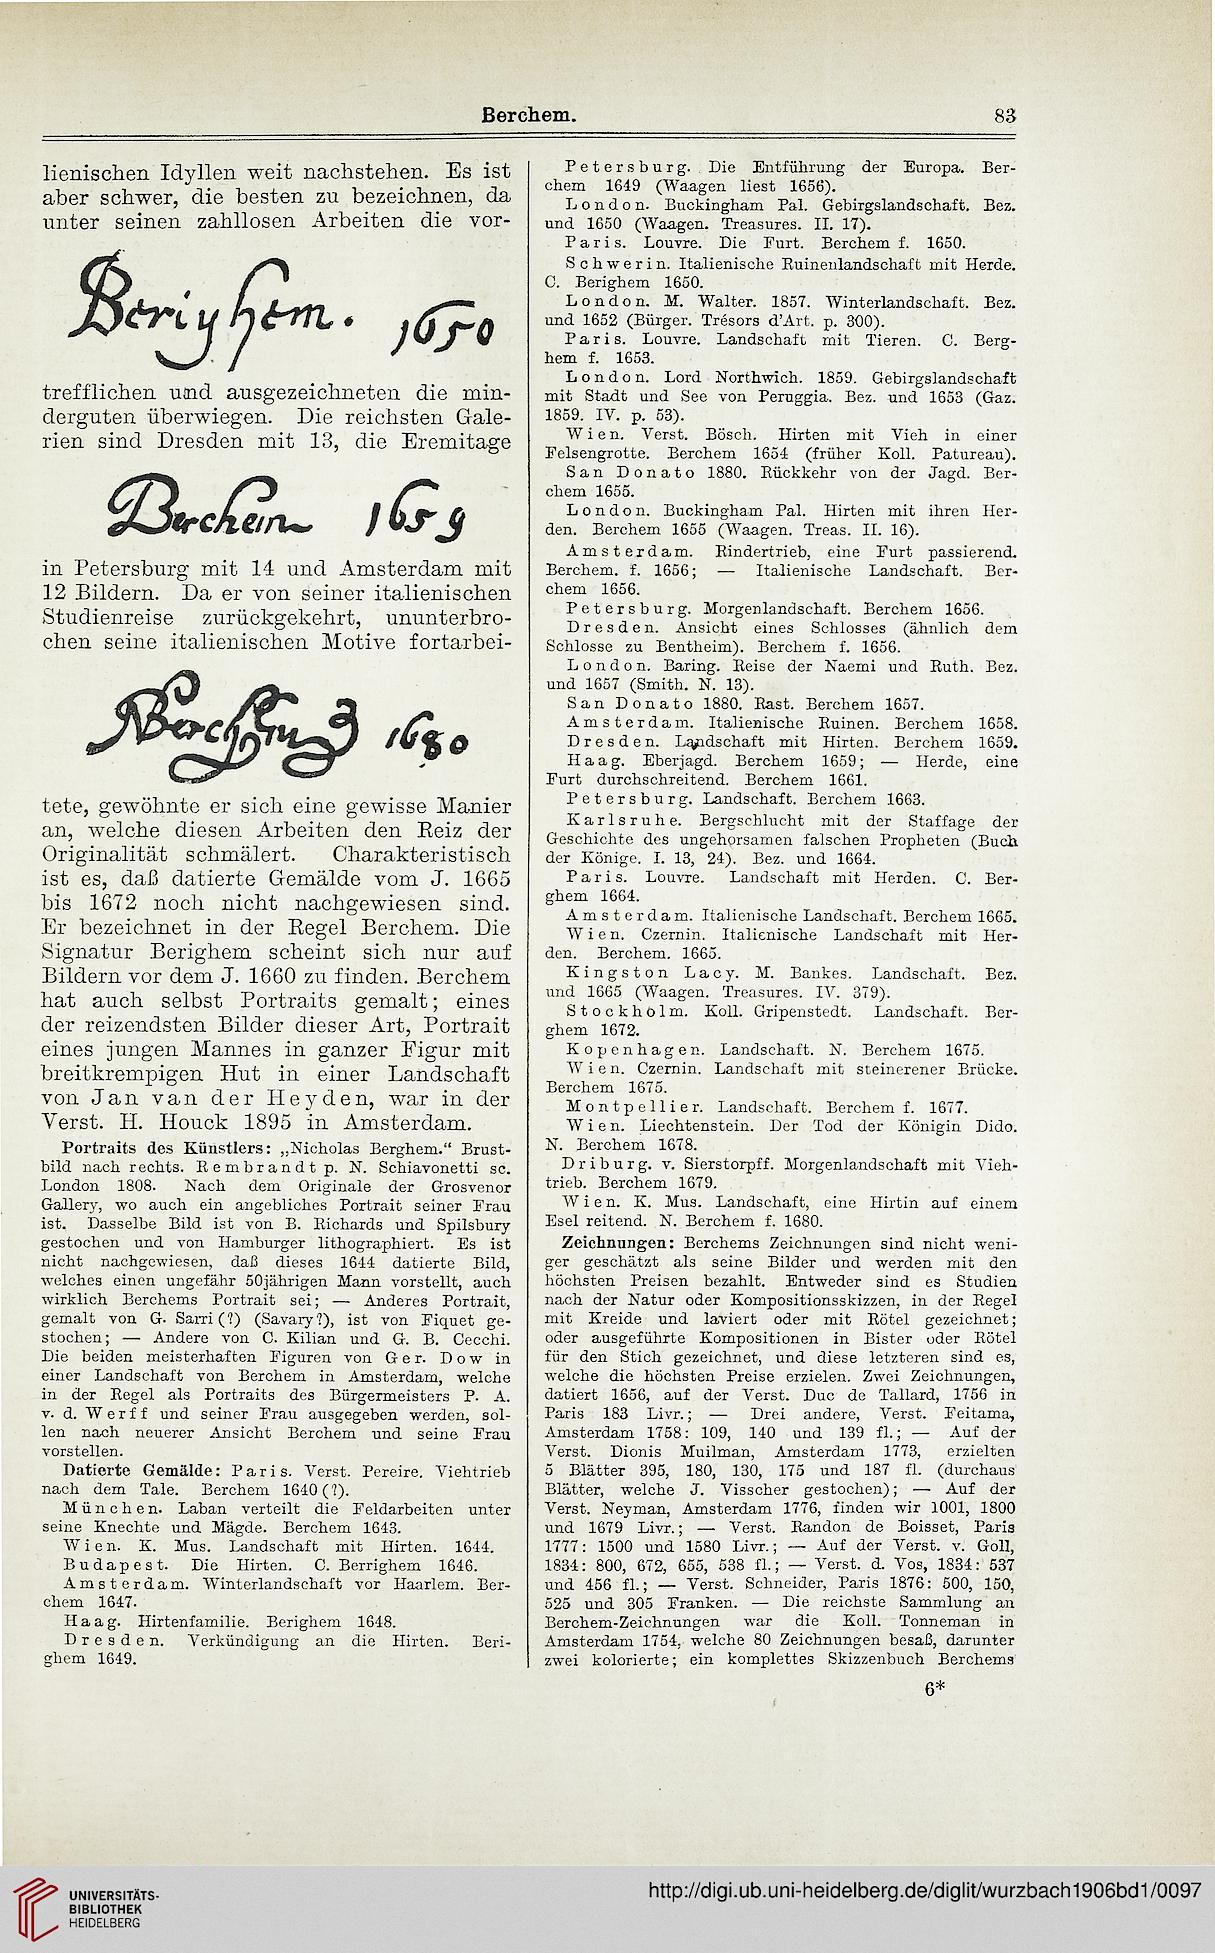 Berchem.
83
lienischen Idyllen weit nachstehen. Es ist
aber schwer, die besten zu bezeichnen, da
unter seinen zahllosen Arbeiten die vor-
Berighem. 1650
trefflichen und ausgezeichneten die min-
derguten überwiegen. Die reichsten Gale-
rien sind Dresden mit 13, die Eremitage
Berchem 1659
in Petersburg mit 14 und Amsterdam mit
12 Bildern. Da er von seiner italienischen
Studienreise zurückgekehrt, ununterbro-
chen seine italienischen Motive fortarbei-
NBerchem 1680
tete, gewöhnte er sich eine gewisse Manier
an, welche diesen Arbeiten den Reiz der
Originalität schmälert. Charakteristisch
ist es, daß datierte Gemälde vom J. 1665
bis 1672 noch nicht nachgewiesen sind.
Er bezeichnet in der Regel Berchem. Die
Signatur Berighem scheint sich nur auf
Bildern vor dem J. 1660 zu finden. Berchem
hat auch selbst Portraits gemalt; eines
der reizendsten Bilder dieser Art, Portrait
eines jungen Mannes in ganzer Figur mit
breitkrempigen Hut in einer Landschaft
von Jan van der Heyden, war in der
Verst. H. Houck 1895 in Amsterdam.
Portraits des Künstlers: „Nicholas Berghem.“ Brust-
bild nach rechts. Rembrandt p. N. Schiavonetti sc.
London 1808. Nach dem Originale der Grosvenor
Gallery, wo auch ein angebliches Portrait seiner Frau
ist. Dasselbe Bild ist von B. Richards und Spilsbury
gestochen und von Hamburger lithographiert. Es ist
nicht nachgewiesen, daß dieses 1644 datierte Bild,
welches einen ungefähr 50jährigen Mann vorstellt, auch
wirklich Berchems Portrait sei; — Anderes Portrait,
gemalt von G. Sarri (?) (Savary?), ist von Fiquet ge-
stochen; — Andere von C. Kilian und G. B. Cecchi.
Die beiden meisterhaften Figuren von Ger. Dow in
einer Landschaft von Berchem in Amsterdam, welche
in der Regel als Portraits des Bürgermeisters P. A.
v. d. Werff und seiner Frau ausgegeben werden, sol-
len nach neuerer Ansicht Berchem und seine Frau
vorstellen.
Datierte Gemälde: Paris. Verst. Pereire. Viehtrieb
nach dem Tale. Berchem 1640 (?).
München. Laban verteilt die Feldarbeiten unter
seine Knechte und Mägde. Berchem 1643.
Wien. K. Mus. Landschaft mit Hirten. 1644.
Budapest. Die Hirten. C. Berrighem 1646.
Amsterdam. Winterlandschaft vor Haarlem. Ber-
chem 1647.
Haag. Hirtenfamilie. Berighem 1648.
Dresden. Verkündigung an die Hirten. Beri-
ghem 1649.
Petersburg. Die Entführung der Europa. Ber-
chem 1649 (Waagen liest 1656).
London. Buckingham Pal. Gebirgslandschaft. Bez.
und 1650 (Waagen. Treasures. II. 17).
Paris. Louvre. Die Furt. Berchem f. 1650.
Schwerin. Italienische Ruinenlandschaft mit Herde.
C. Berighem 1650.
London. M. Walter. 1857. Winterlandschaft. Bez.
und 1652 (Bürger. Trésors d'Art. p. 300).
Paris. Louvre. Landschaft mit Tieren. C. Berg-
hem f. 1653.
London. Lord Northwich. 1859. Gebirgslandschaft
mit Stadt und See von Peruggia. Bez. und 1653 (Gaz.
1859. IV. p. 53).
Wien. Verst. Bösch. Hirten mit Vieh in einer
Felsengrotte. Berchem 1654 (früher Koll. Patureau).
San Donato 1880. Rückkehr von der Jagd. Ber-
chem 1655.
London. Buckingham Pal. Hirten mit ihren Her-
den. Berchem 1655 (Waagen. Treas. II. 16).
Amsterdam. Rindertrieb, eine Furt passierend.
Berchem. f. 1656; — Italienische Landschaft. Ber-
chem 1656.
Petersburg. Morgenlandschaft. Berchem 1656.
Dresden. Ansicht eines Schlosses (ähnlich dem
Schlosse zu Bentheim). Berchem f. 1656.
London. Baring. Reise der Naemi und Ruth. Bez.
und 1657 (Smith. N. 13).
San Donato 1880. Rast. Berchem 1657.
Amsterdam. Italienische Ruinen. Berchem 1658.
Dresden. Landschaft mit Hirten. Berchem 1659.
Haag. Eberjagd. Berchem 1659; — Herde, eine
Furt durchschreitend. Berchem 1661.
Petersburg. Landschaft. Berchem 1663.
Karlsruhe. Bergschlucht mit der Staffage der
Geschichte des ungehorsamen falschen Propheten (Buch
der Könige. I. 13, 24). Bez. und 1664.
Paris. Louvre. Landschaft mit Herden. C. Ber-
ghem 1664.
Amsterdam. Italienische Landschaft. Berchem 1665.
Wien. Czernin. Italienische Landschaft mit Her-
den. Berchem. 1665.
Kingston Lacy. M. Bankes. Landschaft. Bez.
und 1665 (Waagen. Treasures. IV. 379).
Stockholm. Koll. Gripenstedt. Landschaft. Ber-
ghem 1672.
Kopenhagen. Landschaft. N. Berchem 1675.
Wien. Czernin. Landschaft mit steinerener Brücke.
Berchem 1675.
Montpellier. Landschaft. Berchem f. 1677.
Wien. Liechtenstein. Der Tod der Königin Dido.
N. Berchem 1678.
Driburg. v. Sierstorpff. Morgenlandschaft mit Vieh-
trieb. Berchem 1679.
Wien. K. Mus. Landschaft, eine Hirtin auf einem
Esel reitend. N. Berchem f. 1680.
Zeichnungen: Berchems Zeichnungen sind nicht weni-
ger geschätzt als seine Bilder und werden mit den
höchsten Preisen bezahlt. Entweder sind es Studien
nach der Natur oder Kompositionsskizzen, in der Regel
mit Kreide und laviert oder mit Rötel gezeichnet;
oder ausgeführte Kompositionen in Bister oder Rötel
für den Stich gezeichnet, und diese letzteren sind es,
welche die höchsten Preise erzielen. Zwei Zeichnungen,
datiert 1656, auf der Verst. Duc de Tallard, 1756 in
Paris 183 Livr.; — Drei andere, Verst. Feitama,
Amsterdam 1758: 109, 140 und 139 fl.; — Auf der
Verst. Dionis Muilman, Amsterdam 1773, erzielten
5 Blätter 395, 180, 130, 175 und 187 fl. (durchaus
Blätter, welche J. Visscher gestochen); — Auf der
Verst. Neyman, Amsterdam 1776, finden wir 1001, 1800
und 1679 Livr.; — Verst. Randon de Boisset, Paris
1777: 1500 und 1580 Livr.; — Auf der Verst. v. Goll,
1834: 800, 672, 655, 538 fl.; — Verst. d. Vos, 1834: 537
und 456 fl.; — Verst. Schneider, Paris 1876: 500, 150,
525 und 305 Franken. — Die reichste Sammlung an
Berchem-Zeichnungen war die Koll. Tonneman in
Amsterdam 1754, welche 80 Zeichnungen besaß, darunter
zwei kolorierte; ein komplettes Skizzenbuch Berchems
6*
UNIVERSITÄTS-
BIBLIOTHEK
HEIDELBERG
http://digi.ub.uni-heidelberg.de/diglit/wurzbach1906bd1/0097